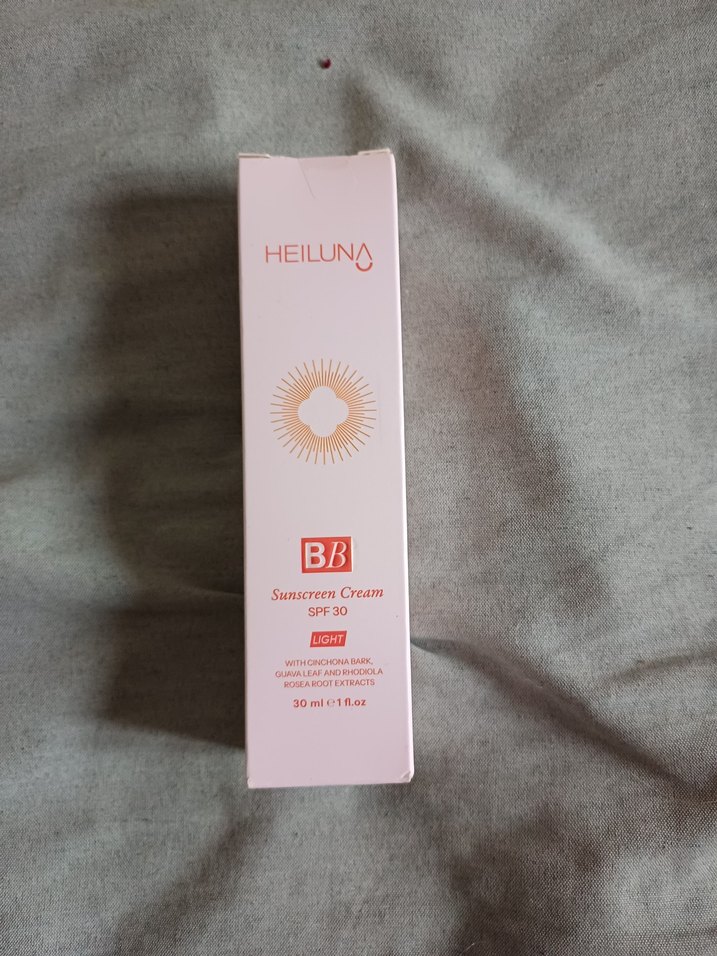 HEILUNA
BB
Sunscreen Cream
SPF 30
LIGHT
WITH CINCHONA BARK,
GUAVA LEAF AND RHODIOLA
ROSEA ROOT EXTRACTS
30 ml ℮ 1 fl.oz